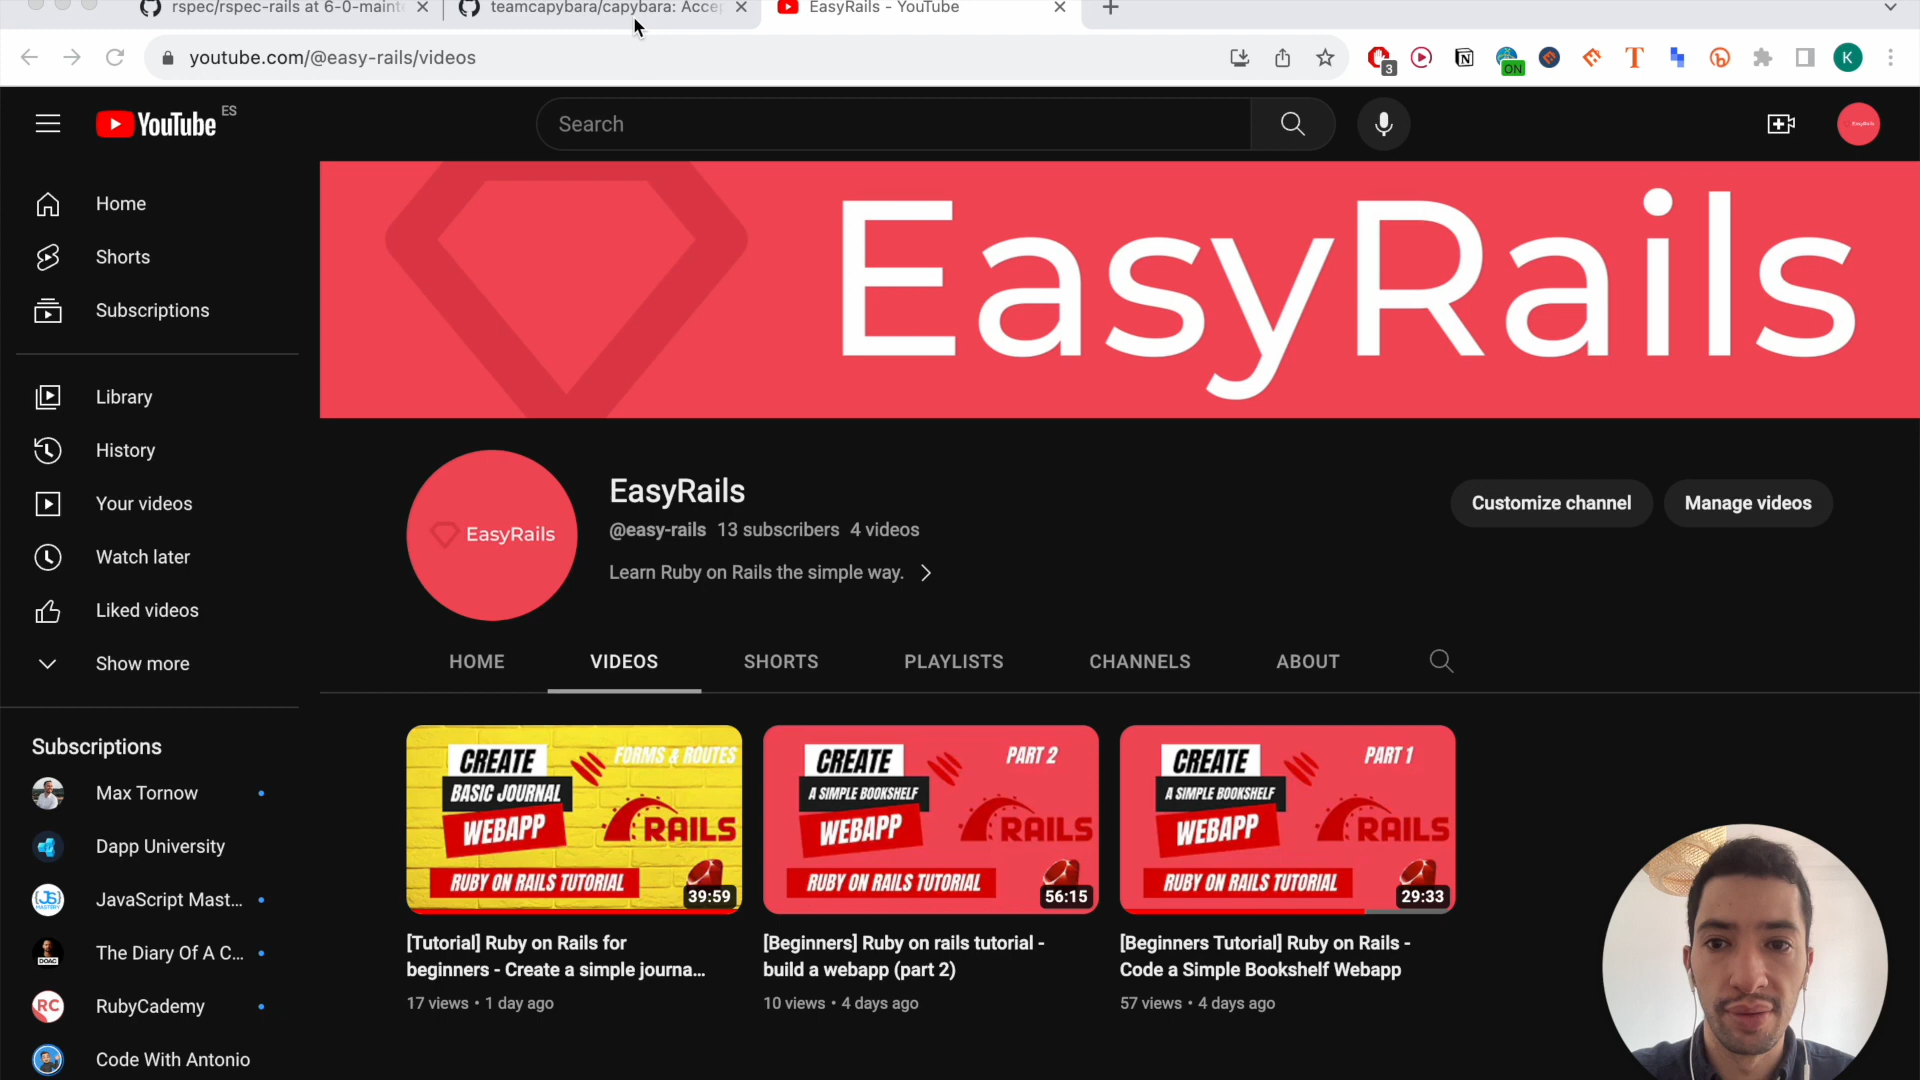 rspec/rspec-rails at 6-0-maint
teamcapybara/capybara: Accep
EasyRails - YouTube
youtube.com/@easy-rails/videos
3
ON
K
YouTube ES
Search
EasyRails
Home
Shorts
Subscriptions
Library
History
Your videos
Watch later
Liked videos
Show more
Subscriptions
Max Tornow
Dapp University
JavaScript Mast...
The Diary Of A C...
RubyCademy
Code With Antonio
EasyRails
EasyRails
EasyRails
@easy-rails 13 subscribers 4 videos
Learn Ruby on Rails the simple way.
Customize channel
Manage videos
HOME
VIDEOS
SHORTS
PLAYLISTS
CHANNELS
ABOUT
CREATE
FORMS & ROUTES
BASIC JOURNAL
WEBAPP
RAILS
RUBY ON RAILS TUTORIAL
39:59
[Tutorial] Ruby on Rails for
beginners - Create a simple journa...
17 views • 1 day ago
CREATE
PART 2
A SIMPLE BOOKSHELF
WEBAPP
RAILS
RUBY ON RAILS TUTORIAL
56:15
[Beginners] Ruby on rails tutorial -
build a webapp (part 2)
10 views • 4 days ago
CREATE
PART 1
A SIMPLE BOOKSHELF
WEBAPP
RAILS
RUBY ON RAILS TUTORIAL
29:33
[Beginners Tutorial] Ruby on Rails -
Code a Simple Bookshelf Webapp
57 views • 4 days ago